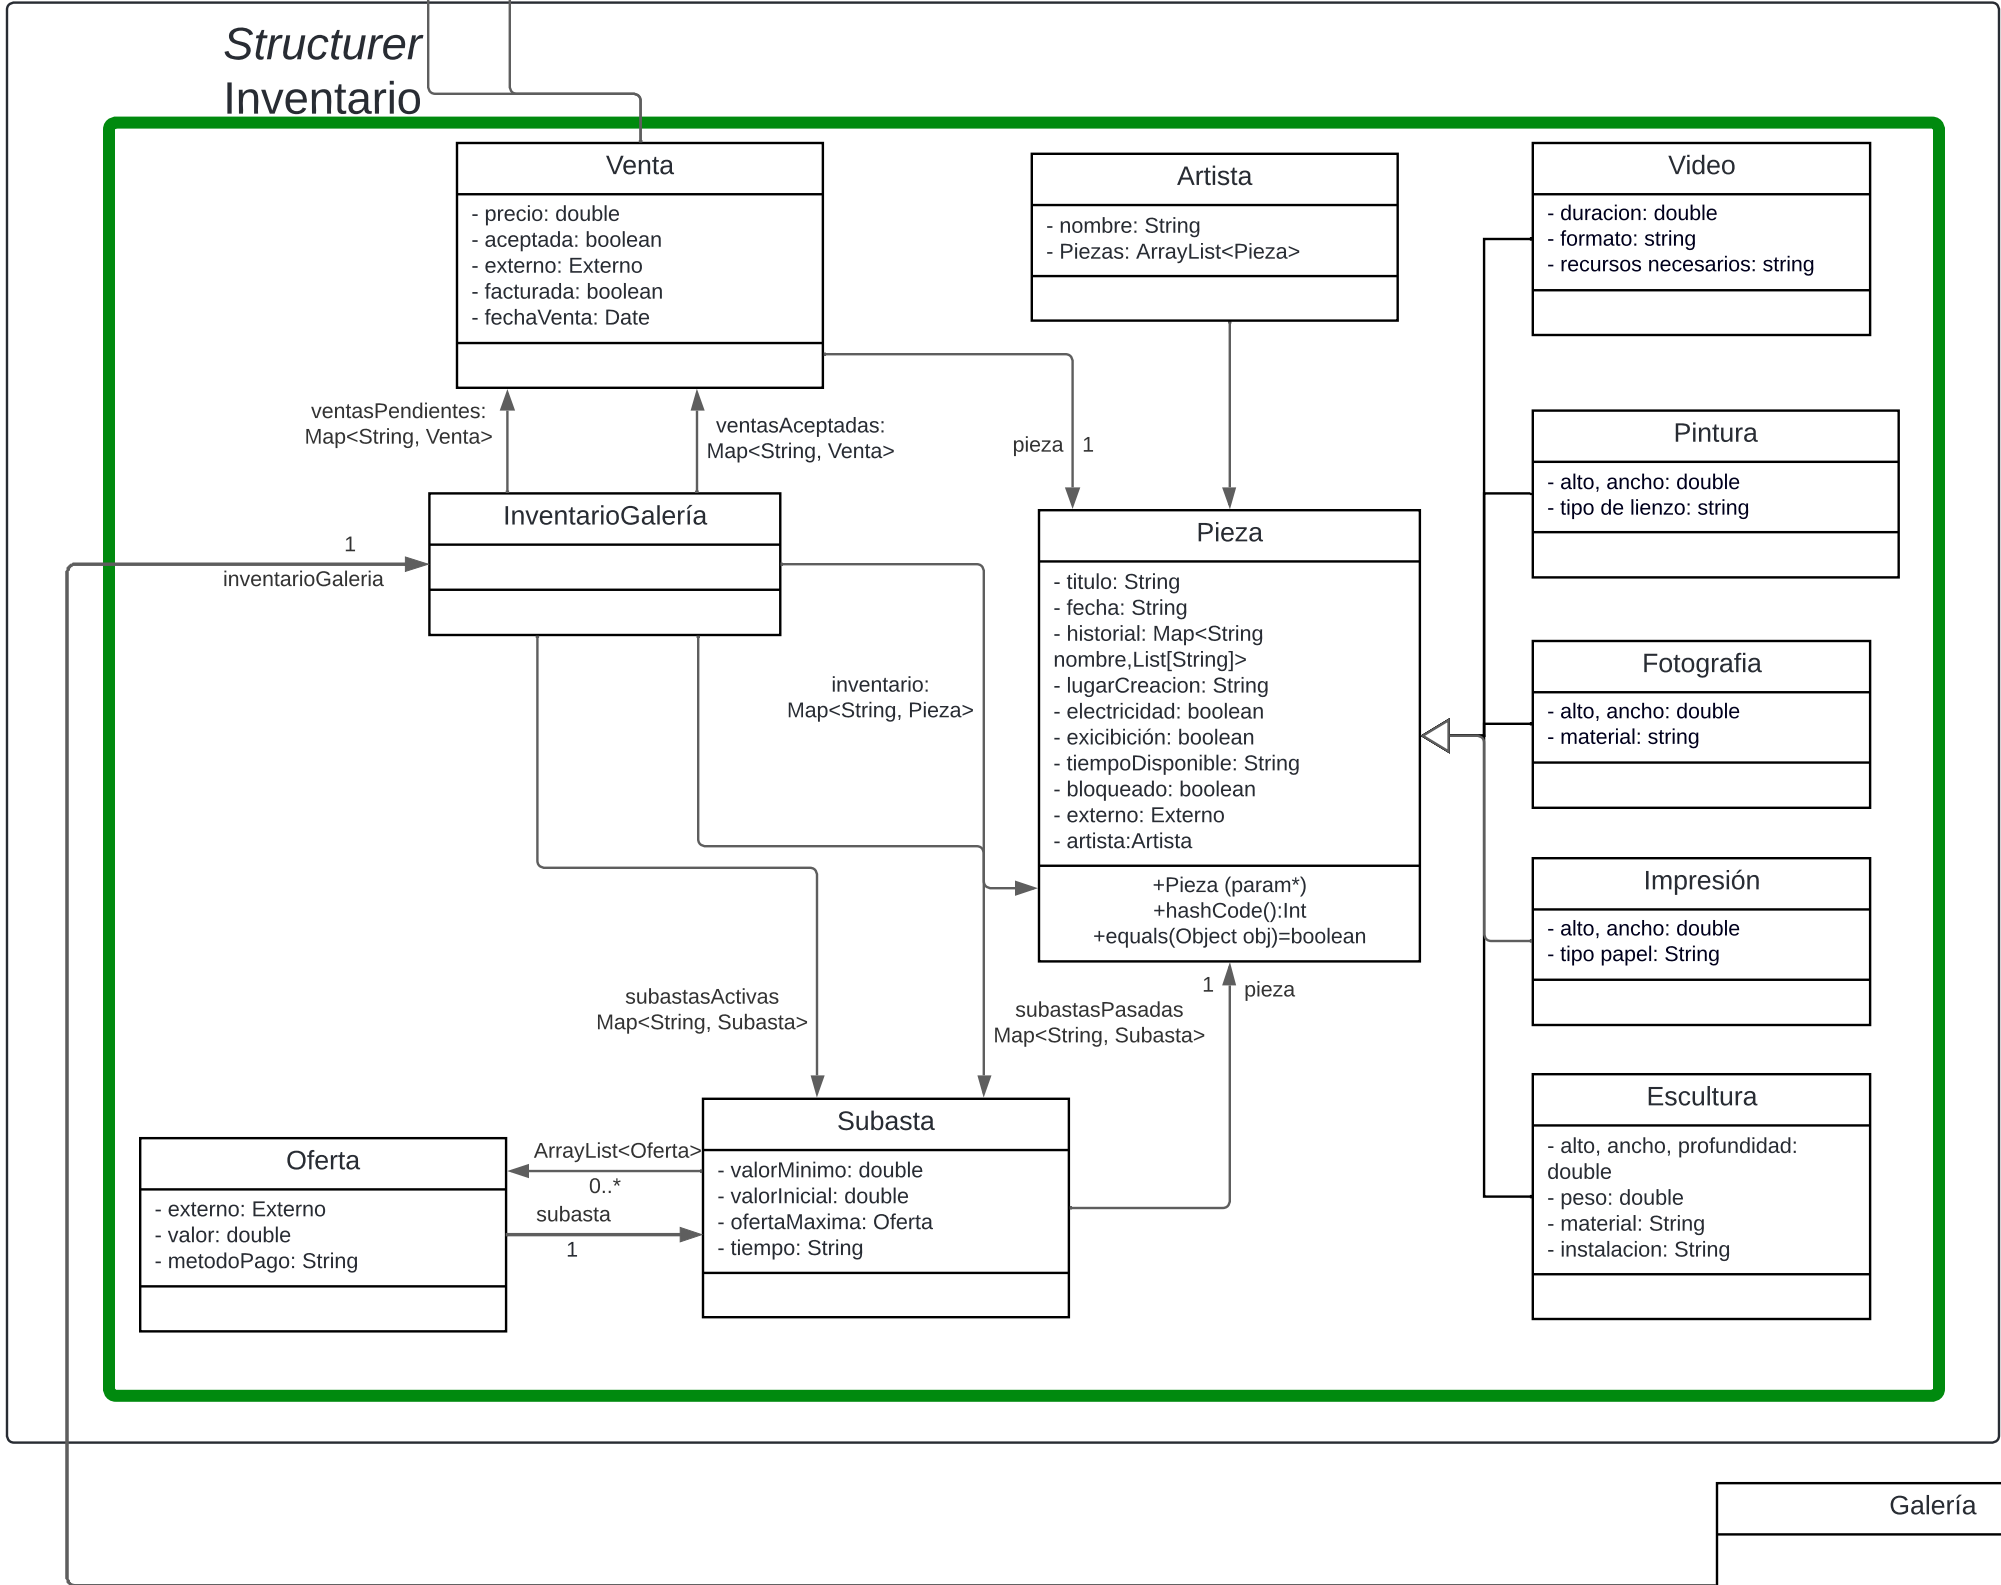 Structurer
Inventario
Venta
- precio: double
- aceptada: boolean
- externo: Externo
- facturada: boolean
- fechaVenta: Date
Artista
- nombre: String
- Piezas: ArrayList<Pieza>
Video
- duracion: double
- formato: string
- recursos necesarios: string
ventasPendientes:
Map<String, Venta>
ventasAceptadas:
Map<String, Venta>
pieza
1
Pintura
- alto, ancho: double
- tipo de lienzo: string
InventarioGalería
1
inventarioGaleria
Pieza
- titulo: String
- fecha: String
- historial: Map<String
nombre,List[String]>
- lugarCreacion: String
- electricidad: boolean
- exicibición: boolean
- tiempoDisponible: String
- bloqueado: boolean
- externo: Externo
- artista:Artista
+Pieza (param*)
+hashCode():Int
+equals(Object obj)=boolean
inventario:
Map<String, Pieza>
Fotografia
- alto, ancho: double
- material: string
Impresión
- alto, ancho: double
- tipo papel: String
subastasActivas
Map<String, Subasta>
subastasPasadas
Map<String, Subasta>
1
pieza
Escultura
- alto, ancho, profundidad:
double
- peso: double
- material: String
- instalacion: String
Oferta
- externo: Externo
- valor: double
- metodoPago: String
ArrayList<Oferta>
0..*
subasta
1
Subasta
- valorMinimo: double
- valorInicial: double
- ofertaMaxima: Oferta
- tiempo: String
Galería